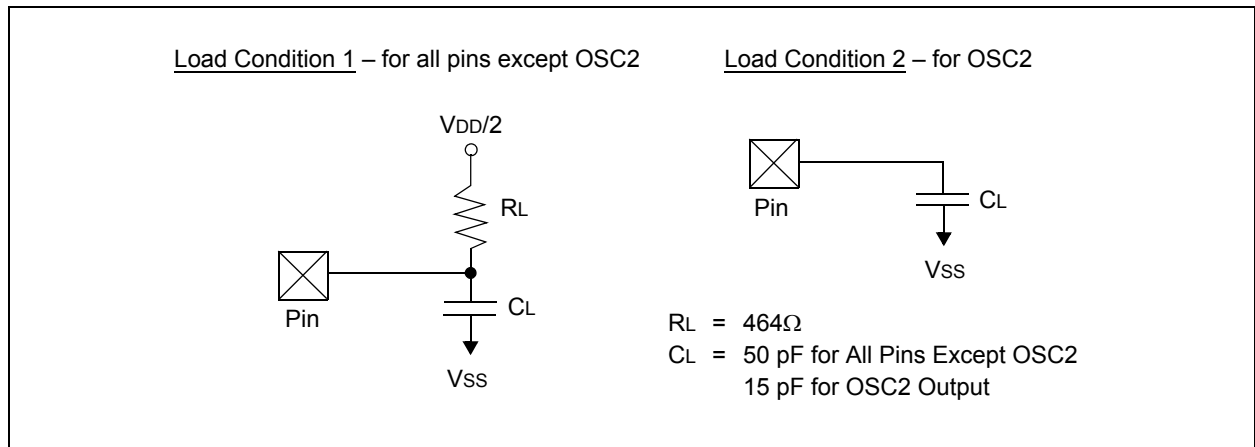 Load Condition 1 – for all pins except OSC2
VDD/2
RL
Pin
CL
VSS
Load Condition 2 – for OSC2
Pin
CL
VSS
RL = 464Ω
CL = 50 pF for All Pins Except OSC2
15 pF for OSC2 Output